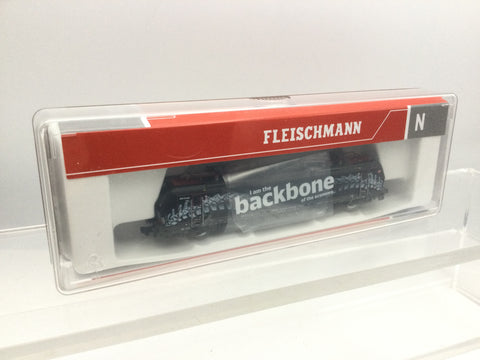 FLEISCHMANN N
I am the
backbone
of the economy.